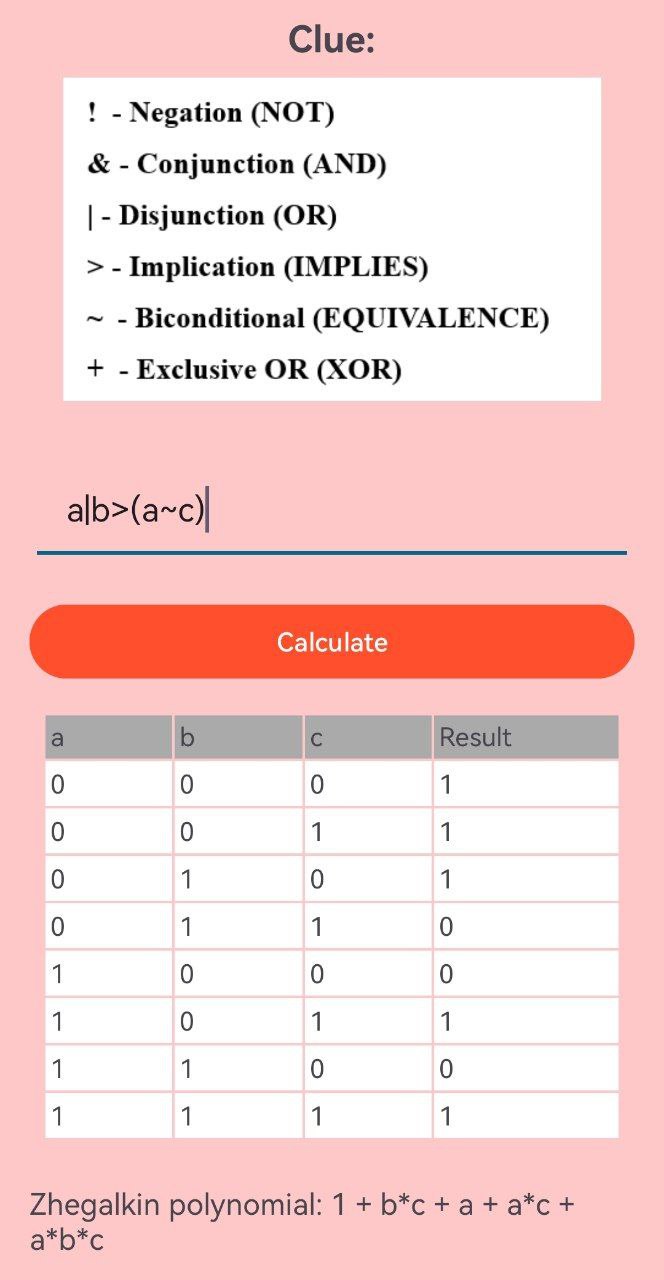 Clue:
! - Negation (NOT)
& - Conjunction (AND)
| - Disjunction (OR)
> - Implication (IMPLIES)
~ - Biconditional (EQUIVALENCE)
+ - Exclusive OR (XOR)
a|b>(a~c)
Calculate
a b c Result
0 0 0 1
0 0 1 1
0 1 0 1
0 1 1 0
1 0 0 0
1 0 1 1
1 1 0 0
1 1 1 1
Zhegalkin polynomial: 1 + b*c + a + a*c +
a*b*c